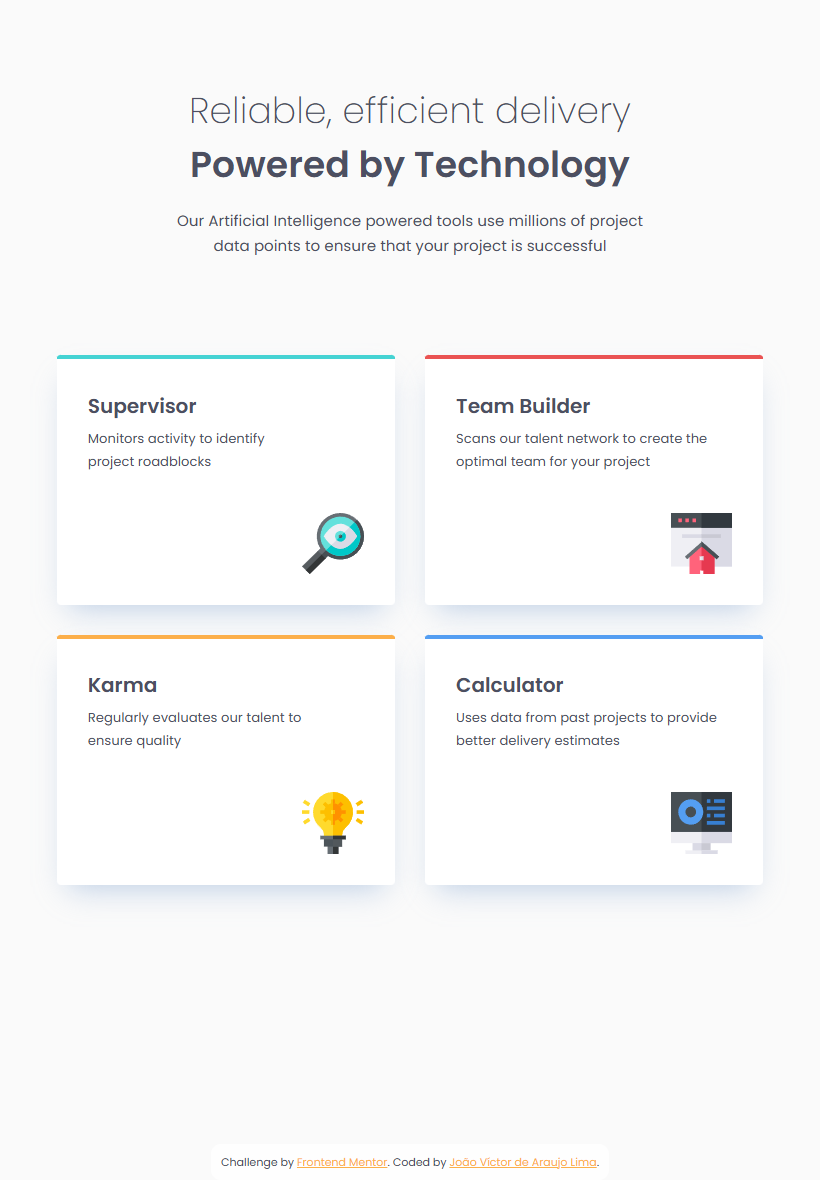 Reliable, efficient delivery
Powered by Technology
Our Artificial Intelligence powered tools use millions of project
data points to ensure that your project is successful
Supervisor
Monitors activity to identify
project roadblocks
Team Builder
Scans our talent network to create the
optimal team for your project
Karma
Regularly evaluates our talent to
ensure quality
Calculator
Uses data from past projects to provide
better delivery estimates
Challenge by Frontend Mentor. Coded by João Víctor de Araujo Lima.